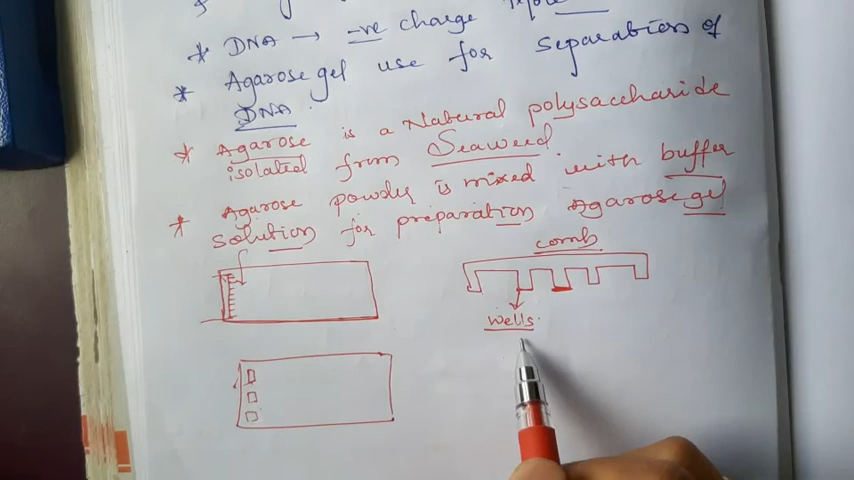 * DNA → -ve charge
* Agarose gel use for separation of
DNA.
* Agarose is a Natural polysaccharide
isolated from Seaweed.
* Agarose powder is mixed with buffer
solution for preparation Agarose gel
comb
wells.